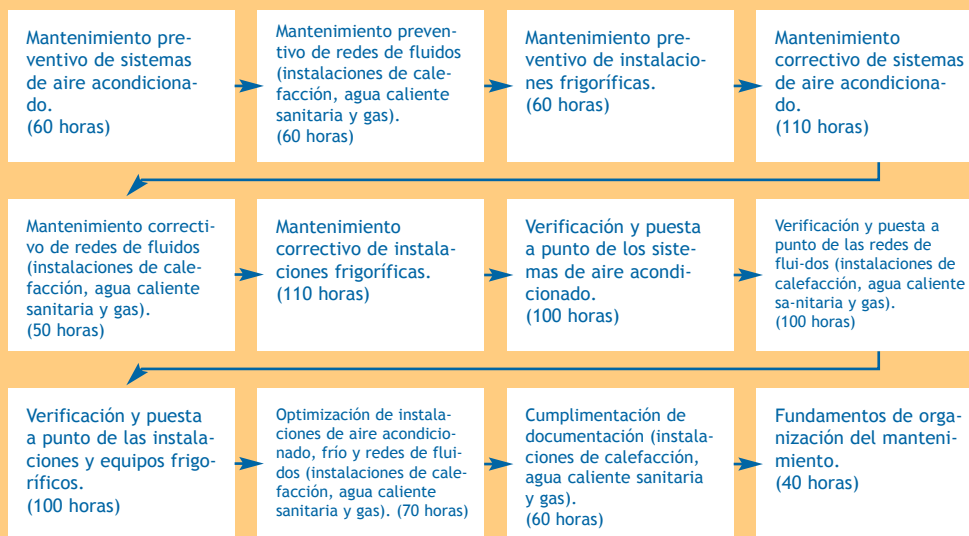 Mantenimiento pre-
ventivo de sistemas
de aire acondiciona-
do.
(60 horas)
Mantenimiento preven-
tivo de redes de fluidos
(instalaciones de cale-
facción, agua caliente
sanitaria y gas).
(60 horas)
Mantenimiento pre-
ventivo de instalacio-
nes frigoríficas.
(60 horas)
Mantenimiento
correctivo de sistemas
de aire acondiciona-
do.
(110 horas)
Mantenimiento correcti-
vo de redes de fluidos
(instalaciones de cale-
facción, agua caliente
sanitaria y gas).
(50 horas)
Mantenimiento
correctivo de instala-
ciones frigoríficas.
(110 horas)
Verificación y puesta
a punto de los siste-
mas de aire acondi-
cionado.
(100 horas)
Verificación y puesta a
punto de las redes de
flui-dos (instalaciones de
calefacción, agua caliente
sa-nitaria y gas).
(100 horas)
Verificación y puesta
a punto de las instala-
ciones y equipos frigo-
ríficos.
(100 horas)
Optimización de instala-
ciones de aire acondicio-
nado, frío y redes de flui-
dos (instalaciones de cale-
facción, agua caliente
sanitaria y gas). (70 horas)
Cumplimentación de
documentación (instala-
ciones de calefacción,
agua caliente sanitaria
y gas).
(60 horas)
Fundamentos de orga-
nización del manteni-
miento.
(40 horas)